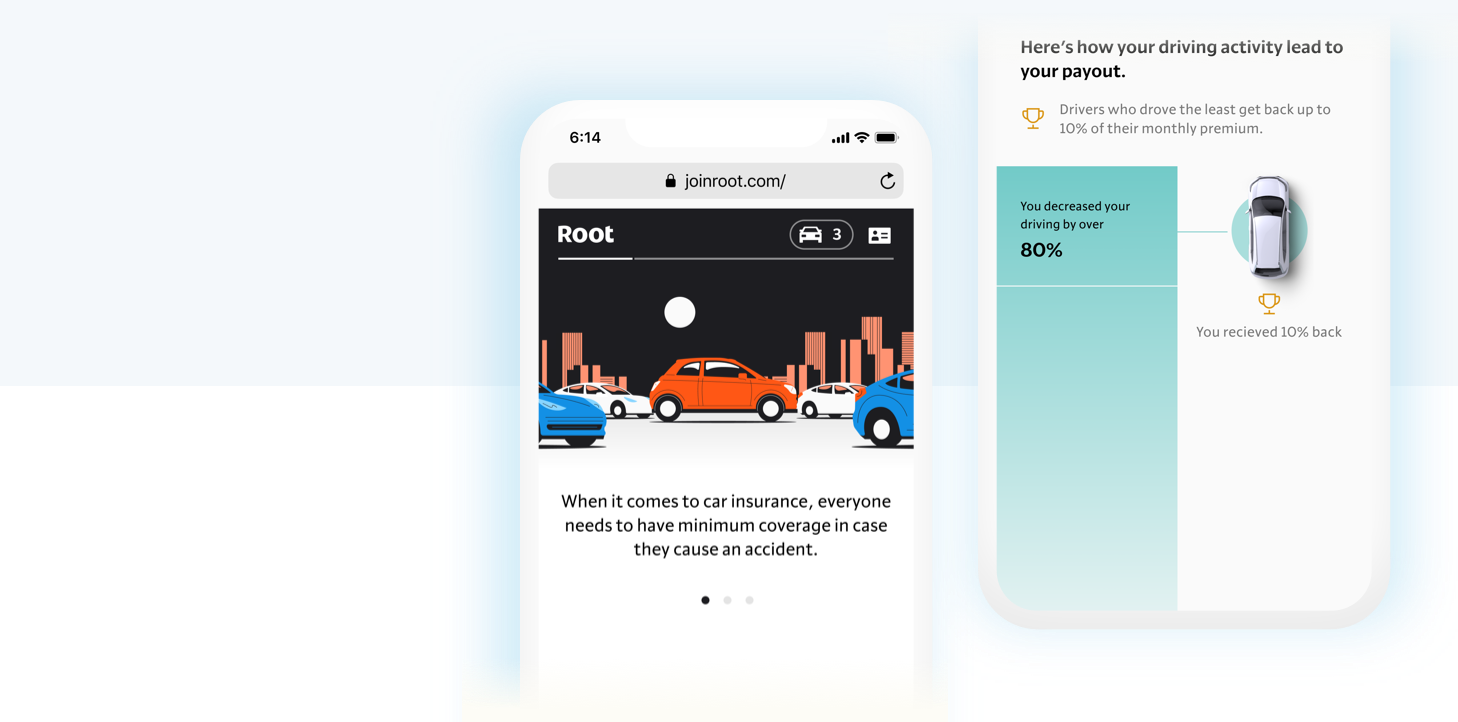 6:14
joinroot.com/
Root
3
When it comes to car insurance, everyone
needs to have minimum coverage in case
they cause an accident.
Here's how your driving activity lead to
your payout.
Drivers who drove the least get back up to
10% of their monthly premium.
You decreased your
driving by over
80%
You recieved 10% back